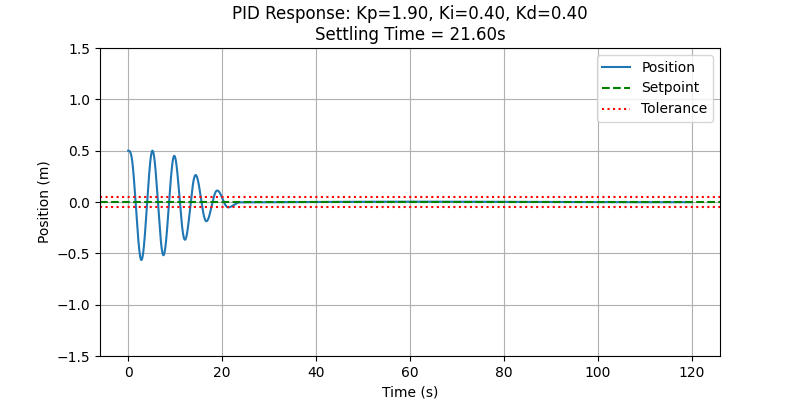 PID Response: Kp=1.90, Ki=0.40, Kd=0.40
Settling Time = 21.60s
Position
Setpoint
Tolerance
Position (m)
1.5
1.0
0.5
0.0
−0.5
−1.0
−1.5
0 20 40 60 80 100 120
Time (s)